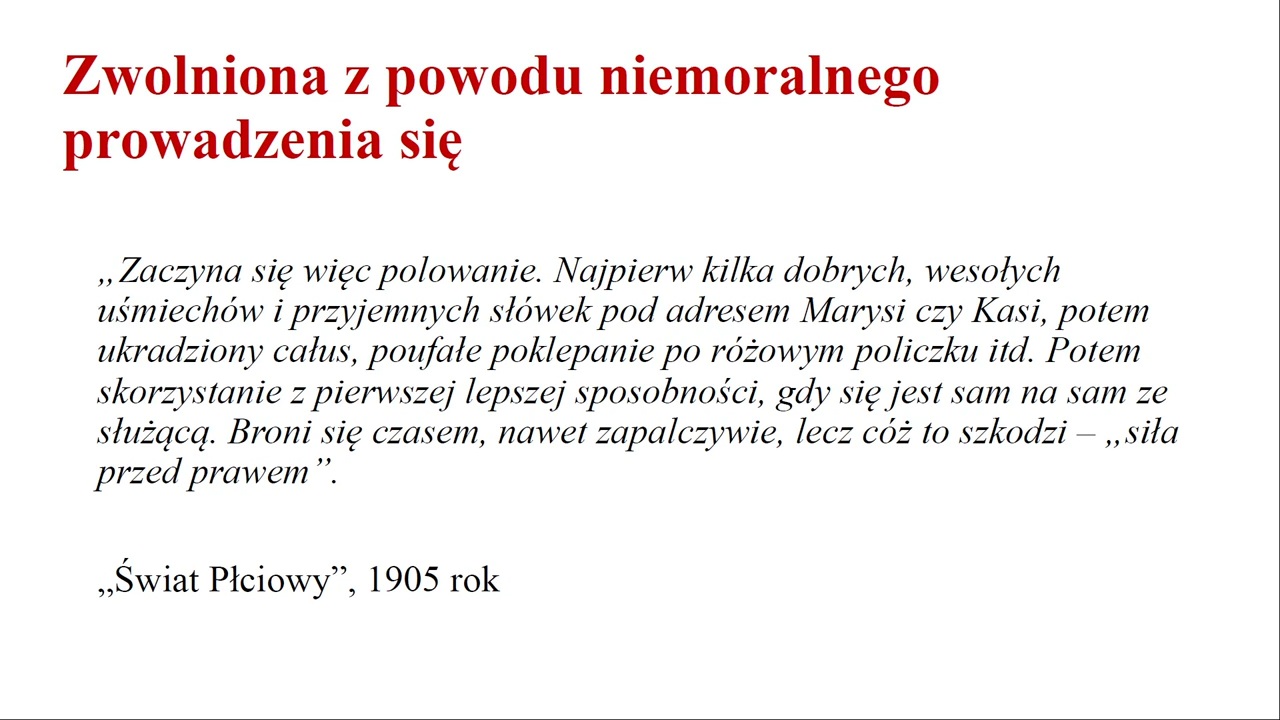 Zwolniona z powodu niemoralnego
prowadzenia się
„Zaczyna się więc polowanie. Najpierw kilka dobrych, wesołych
uśmiechów i przyjemnych słówek pod adresem Marysi czy Kasi, potem
ukradziony całus, poufałe poklepanie po różowym policzku itd. Potem
skorzystanie z pierwszej lepszej sposobności, gdy się jest sam na sam ze
służącą. Broni się czasem, nawet zapalczywie, lecz cóż to szkodzi – „siła
przed prawem”.
„Świat Płciowy”, 1905 rok